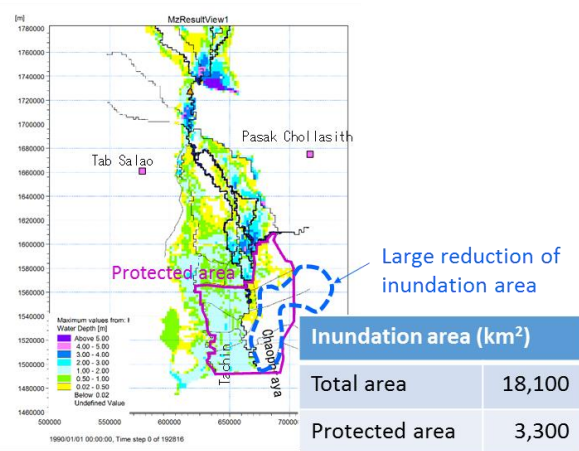 [m]
MzResultView1
1780000
1760000
1740000
1720000
1700000
1680000
1660000
1640000
1620000
1600000
1580000
1560000
1540000
1520000
1500000
1480000
1460000
Pasak Chollasith
Tab Salao
Protected area
Large reduction of
inundation area
Maximum values from:
Water Depth [m]
Above 5.00
4.00 - 5.00
3.00 - 4.00
2.00 - 3.00
1.00 - 2.00
0.50 - 1.00
0.02 - 0.50
Below 0.02
Undefined Value
Tachin
Chaophraya
Inundation area (km²)
Total area 18,100
Protected area 3,300
500000 550000 600000 650000 70000
[m]
1990/01/01 00:00:00, Time step 0 of 192816